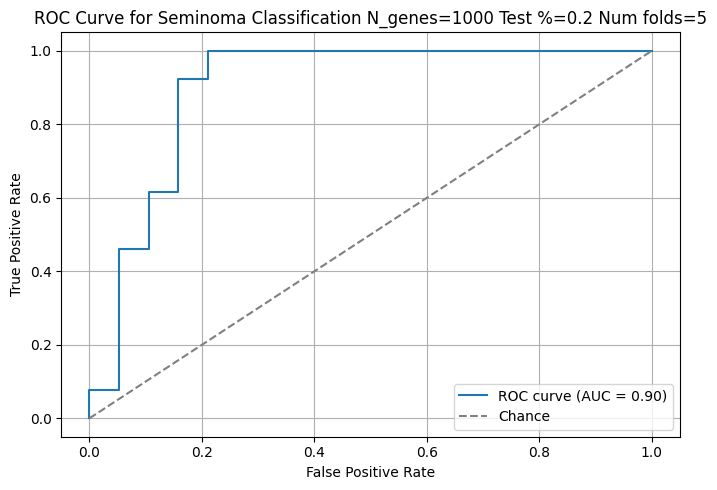 ROC Curve for Seminoma Classification N_genes=1000 Test %=0.2 Num folds=5
True Positive Rate
1.0
0.8
0.6
0.4
0.2
0.0
ROC curve (AUC = 0.90)
Chance
0.0 0.2 0.4 0.6 0.8 1.0
False Positive Rate